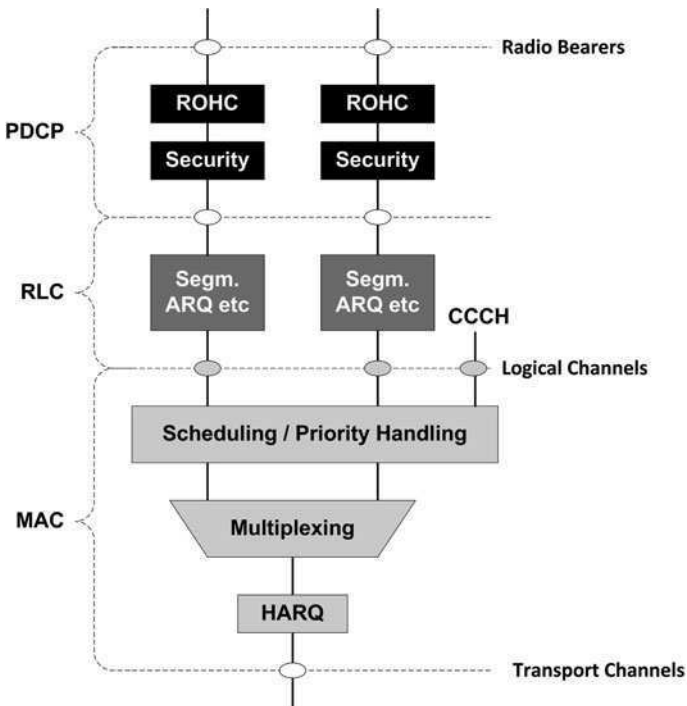 Radio Bearers
ROHC ROHC
PDCP
Security Security
Segm. Segm.
RLC
ARQ etc ARQ etc
CCCH
Logical Channels
Scheduling / Priority Handling
MAC
Multiplexing
HARQ
Transport Channels